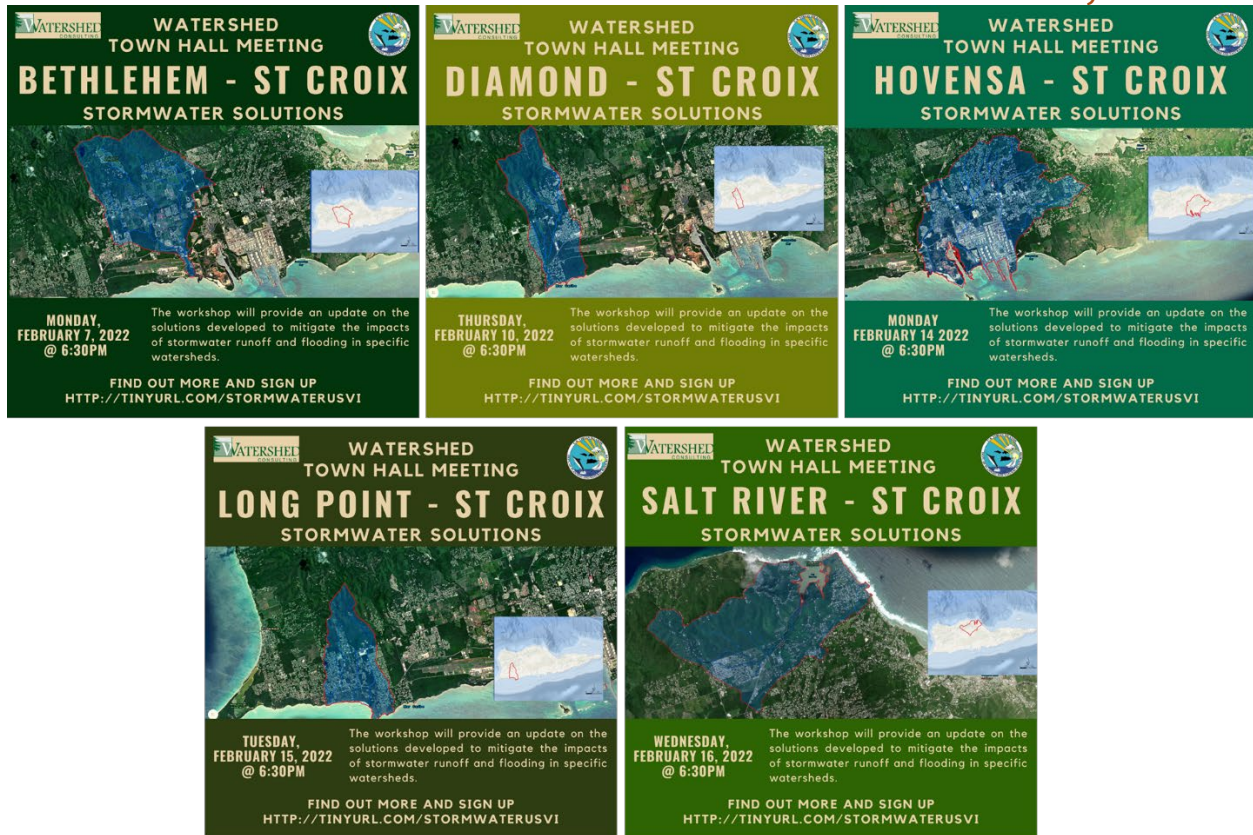 WATERSHED
CONSULTING
WATERSHED
TOWN HALL MEETING
BETHLEHEM - ST CROIX
STORMWATER SOLUTIONS
MONDAY,
FEBRUARY 7, 2022
@ 6:30PM
The workshop will provide an update on the
solutions developed to mitigate the impacts
of stormwater runoff and flooding in specific
watersheds.
FIND OUT MORE AND SIGN UP
HTTP://TINYURL.COM/STORMWATERUSVI
WATERSHED
CONSULTING
WATERSHED
TOWN HALL MEETING
DIAMOND - ST CROIX
STORMWATER SOLUTIONS
THURSDAY,
FEBRUARY 10, 2022
@ 6:30PM
The workshop will provide an update on the
solutions developed to mitigate the impacts
of stormwater runoff and flooding in specific
watersheds.
FIND OUT MORE AND SIGN UP
HTTP://TINYURL.COM/STORMWATERUSVI
WATERSHED
CONSULTING
WATERSHED
TOWN HALL MEETING
HOVENSA - ST CROIX
STORMWATER SOLUTIONS
MONDAY
FEBRUARY 14 2022
@ 6:30PM
The workshop will provide an update on the
solutions developed to mitigate the impacts
of stormwater runoff and flooding in specific
watersheds.
FIND OUT MORE AND SIGN UP
HTTP://TINYURL.COM/STORMWATERUSVI
WATERSHED
CONSULTING
WATERSHED
TOWN HALL MEETING
LONG POINT - ST CROIX
STORMWATER SOLUTIONS
TUESDAY,
FEBRUARY 15, 2022
@ 6:30PM
The workshop will provide an update on the
solutions developed to mitigate the impacts
of stormwater runoff and flooding in specific
watersheds.
FIND OUT MORE AND SIGN UP
HTTP://TINYURL.COM/STORMWATERUSVI
WATERSHED
CONSULTING
WATERSHED
TOWN HALL MEETING
SALT RIVER - ST CROIX
STORMWATER SOLUTIONS
WEDNESDAY,
FEBRUARY 16, 2022
@ 6:30PM
The workshop will provide an update on the
solutions developed to mitigate the impacts
of stormwater runoff and flooding in specific
watersheds.
FIND OUT MORE AND SIGN UP
HTTP://TINYURL.COM/STORMWATERUSVI